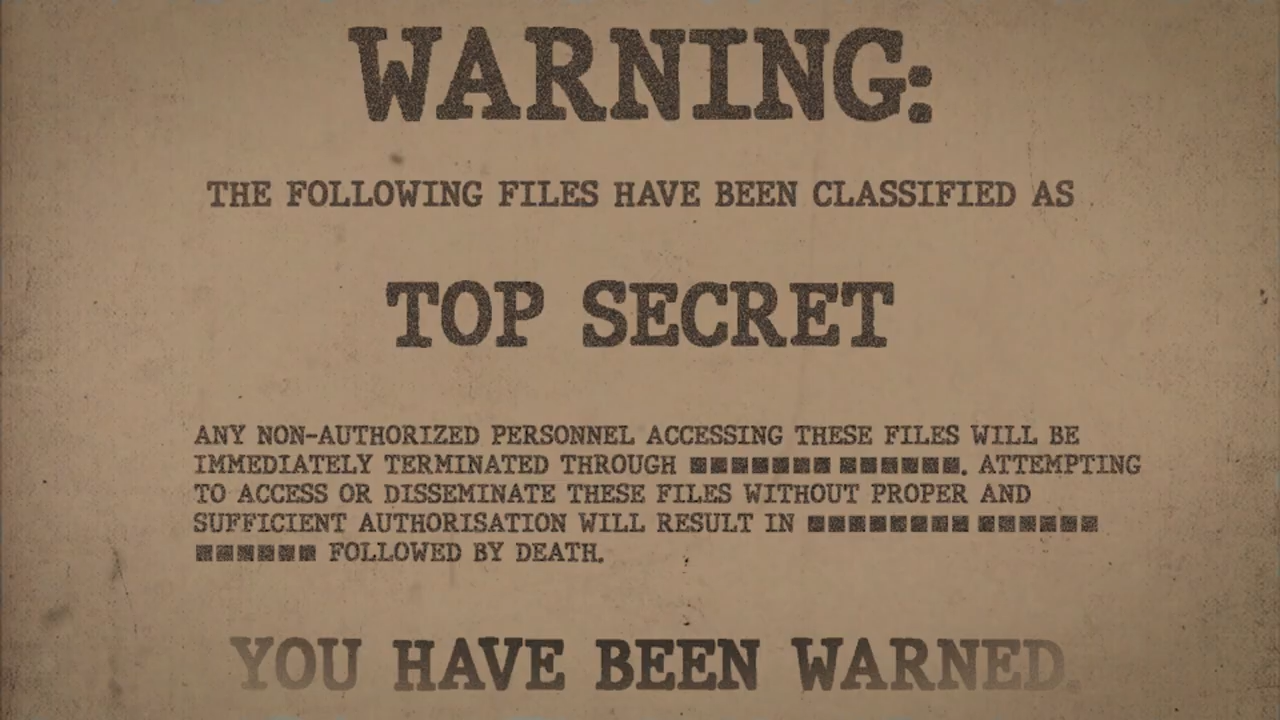 WARNING:
THE FOLLOWING FILES HAVE BEEN CLASSIFIED AS
TOP SECRET
ANY NON-AUTHORIZED PERSONNEL ACCESSING THESE FILES WILL BE
IMMEDIATELY TERMINATED THROUGH ■■■■■■■ ■■■■■■. ATTEMPTING
TO ACCESS OR DISSEMINATE THESE FILES WITHOUT PROPER AND
SUFFICIENT AUTHORISATION WILL RESULT IN ■■■■■■■■ ■■■■■■
■■■■■■ FOLLOWED BY DEATH.
YOU HAVE BEEN WARNED.